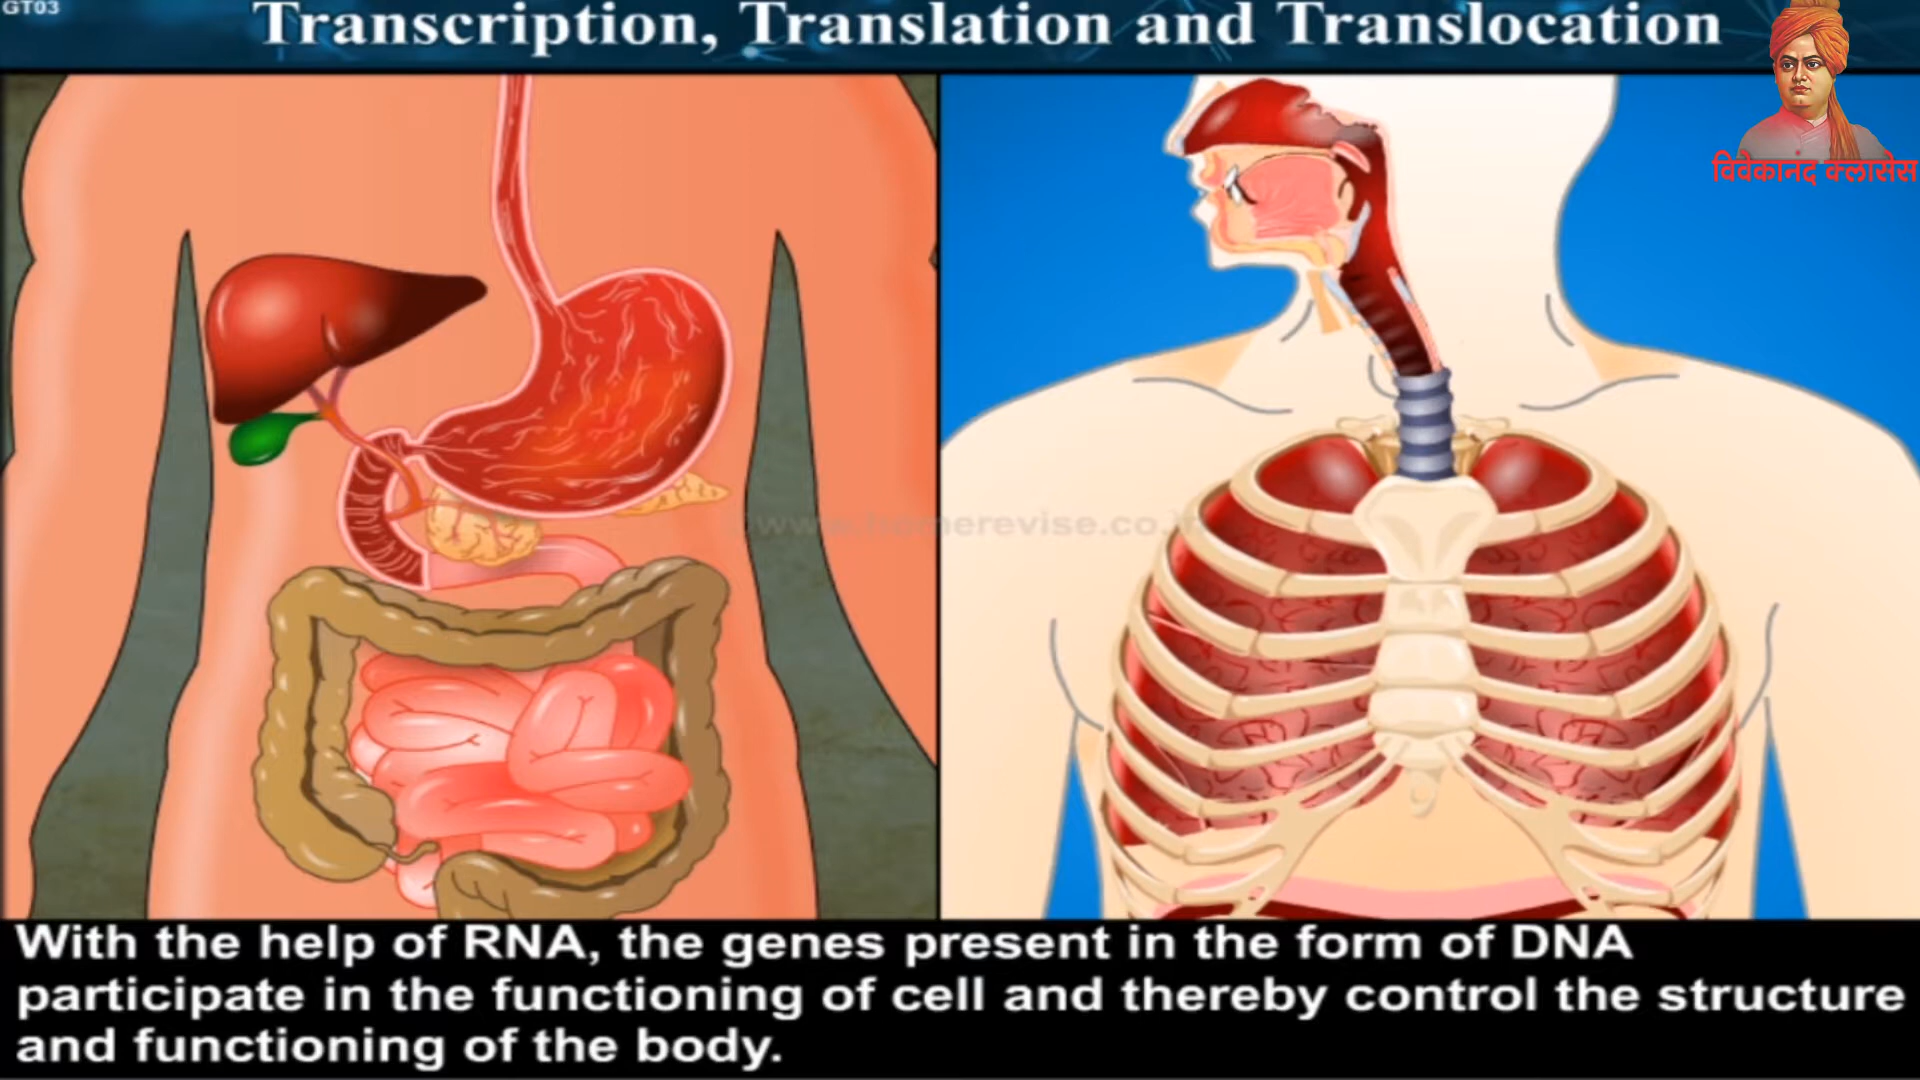 GT03
Transcription, Translation and Translocation
विवेकानद क्लासेस
With the help of RNA, the genes present in the form of DNA
participate in the functioning of cell and thereby control the structure
and functioning of the body.